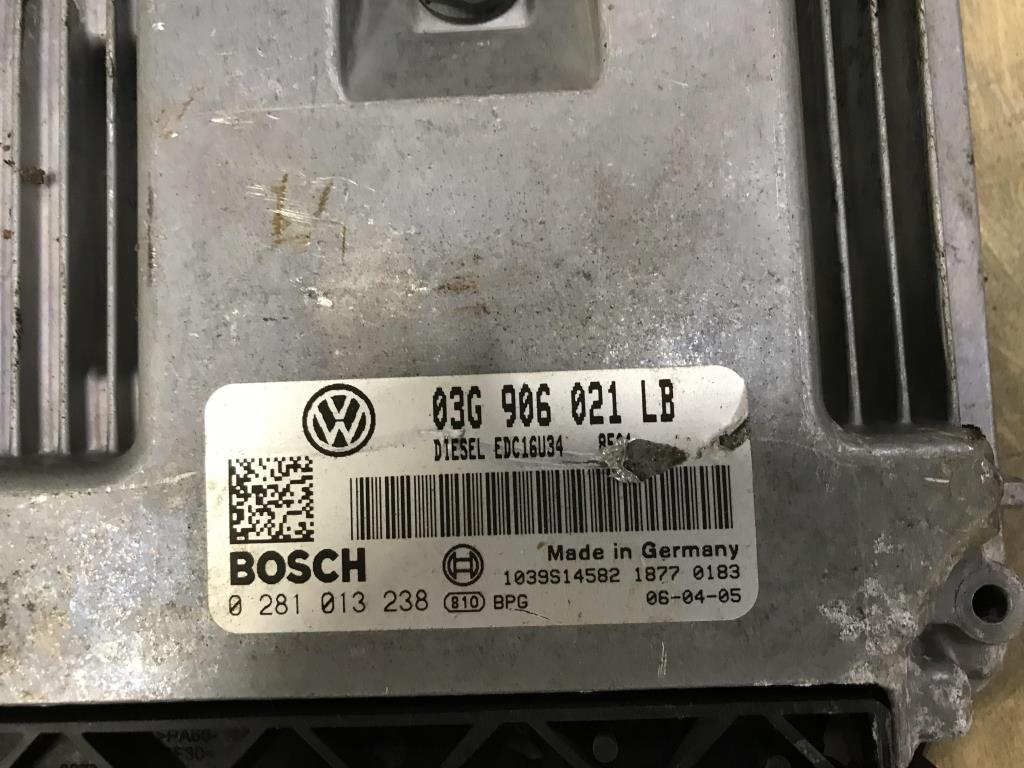 VW
03G 906 021 LB
DIESEL EDC16U34
BOSCH
Made in Germany
1039S14582 1877 0183
0 281 013 238 810 BPG
06-04-05